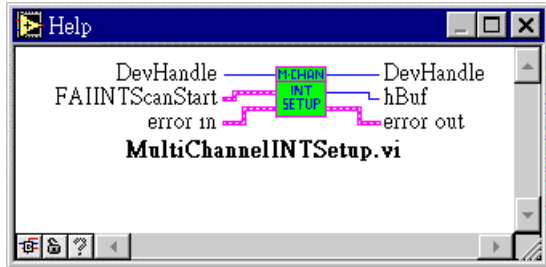 Help
DevHandle M-CHAN DevHandle
FAIINTScanStart INT hBuf
error in SETUP error out
MultiChannelINTSetup.vi
?